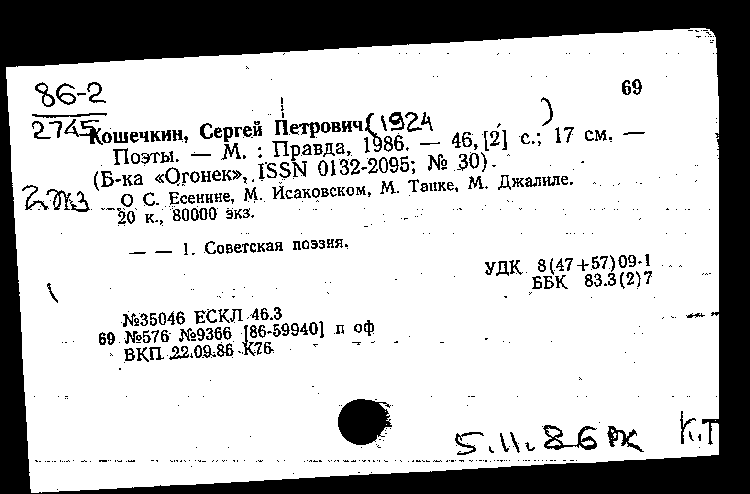 69
86-2
2745
Кошечкин, Сергей Петрович (1924 )
Поэты. — М. : Правда, 1986. — 46, [2] с.; 17 см. —
(Б-ка «Огонек», ISSN 0132-2095; № 30).
2 экз
О С. Есенине, М. Исаковском, М. Танке, М. Джалиле.
20 к., 80000 экз.
— — 1. Советская поэзия.
УДК 8(47+57)09-1
ББК 83.3(2)7
№35046 ЕСКЛ 46.3
69 №576 №9366 [86-59940] п оф
ВКП 22.09.86 К76
5.11.86 РК К.Т